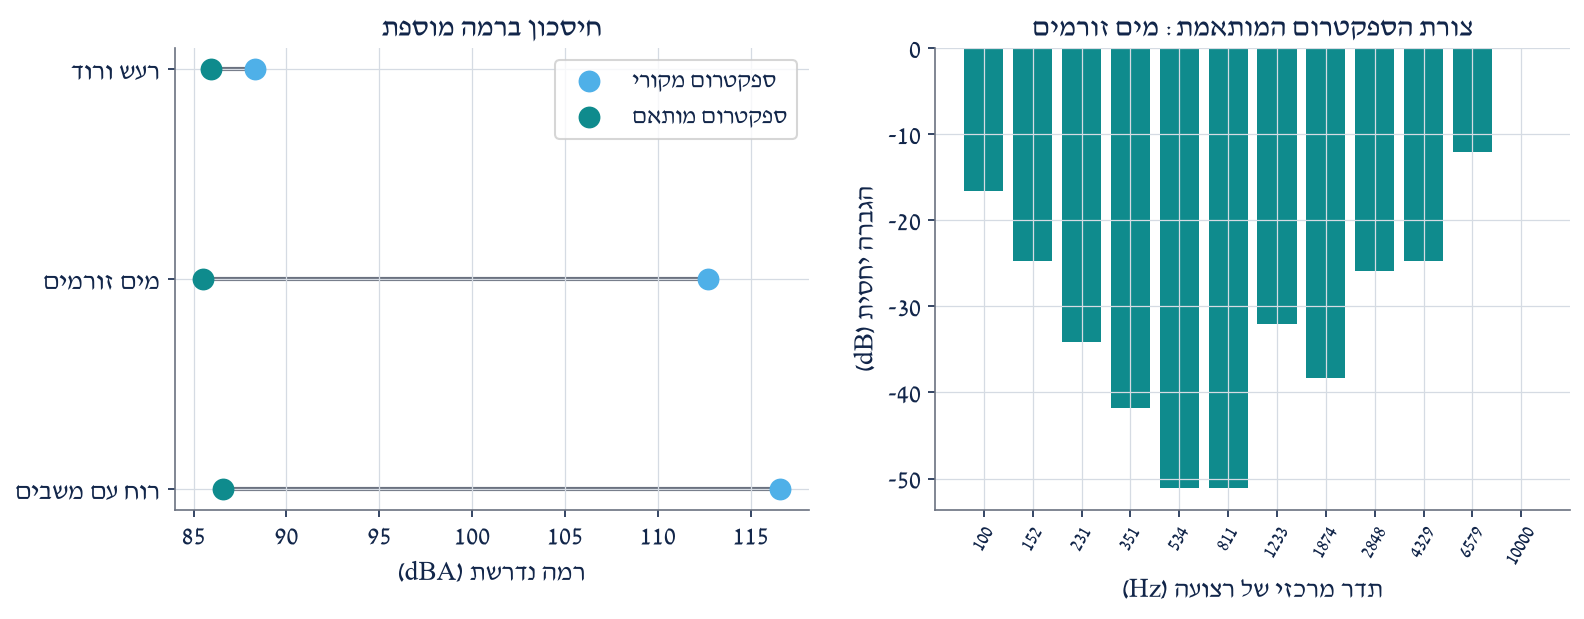 חיסכון ברמה מוספת
ספקטרום מקורי
ספקטרום מותאם
רעש ורוד
מים זורמים
רוח עם משבים
85 90 95 100 105 110 115
רמה נדרשת (dBA)
צורת הספקטרום המותאמת: מים זורמים
הגברה יחסית (dB)
0
-10
-20
-30
-40
-50
100 152 231 351 534 811 1233 1874 2848 4329 6579 10000
תדר מרכזי של רצועה (Hz)